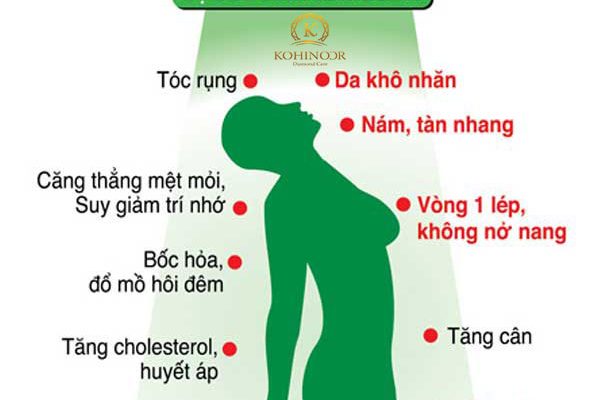 KOHINOOR
Diamond Care
Tóc rụng
Da khô nhăn
Nám, tàn nhang
Căng thẳng mệt mỏi,
Suy giảm trí nhớ
Vòng 1 lép,
không nở nang
Bốc hỏa,
đổ mồ hôi đêm
Tăng cân
Tăng cholesterol,
huyết áp